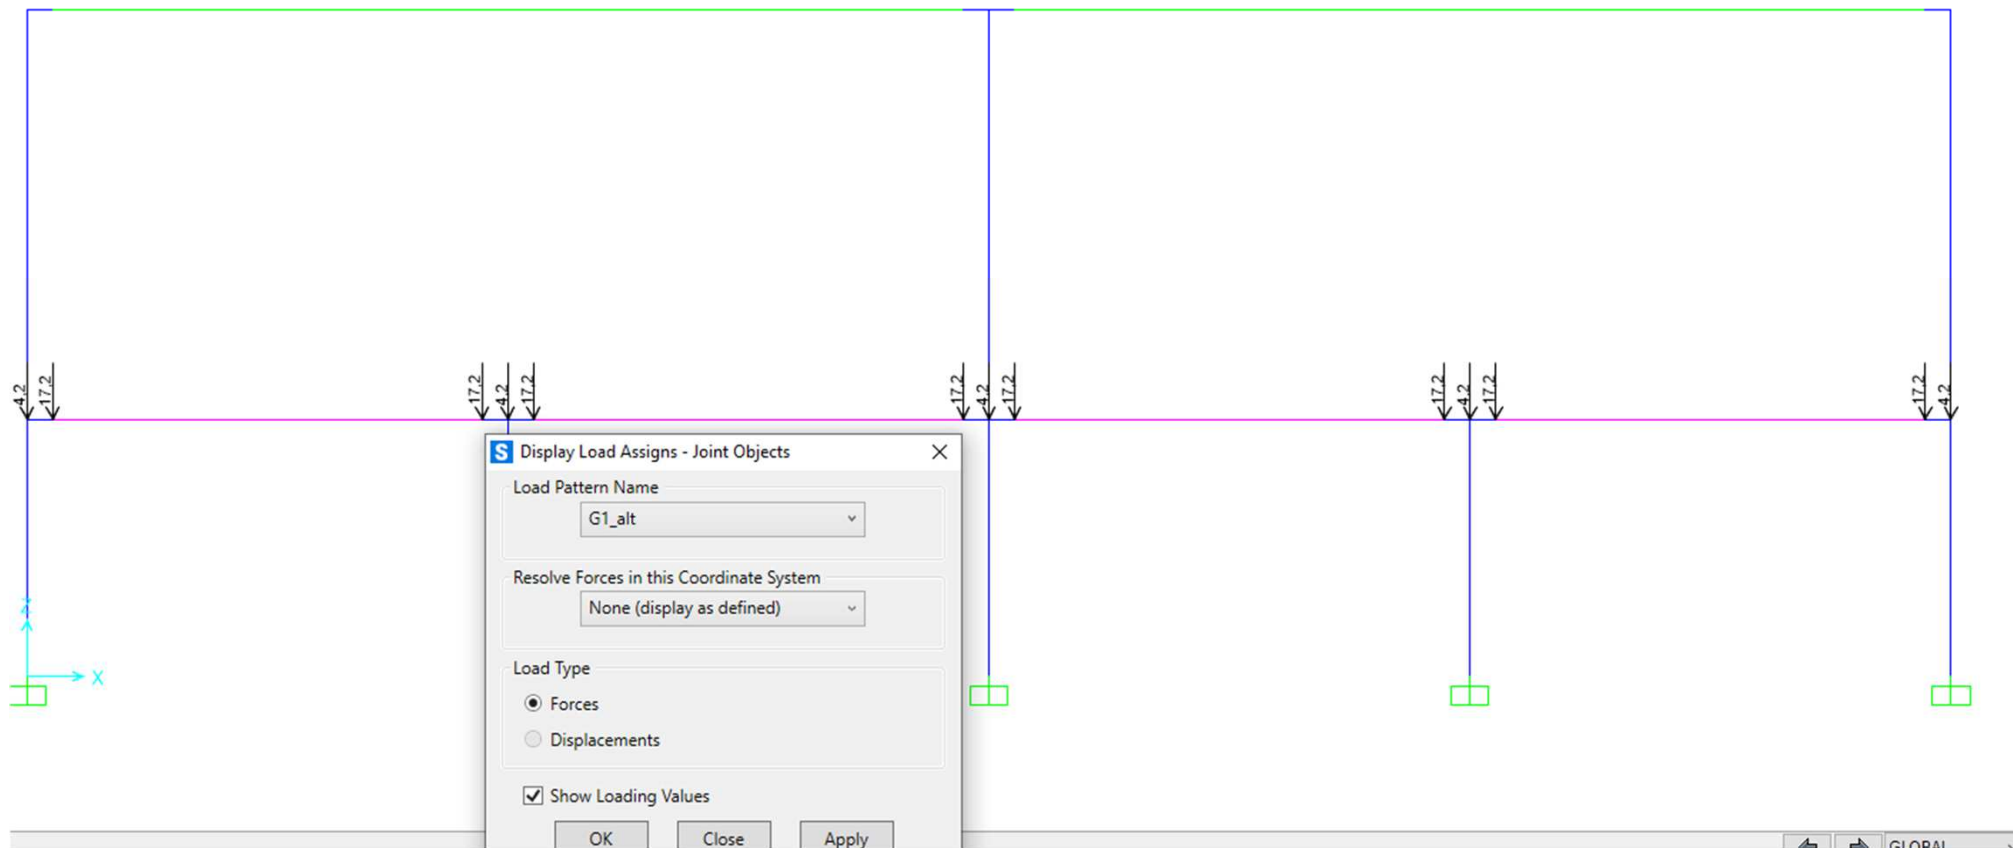 4,2 17,2 17,2 4,2 17,2 17,2 4,2 17,2 17,2 4,2 17,2 17,2 4,2
S Display Load Assigns - Joint Objects
Load Pattern Name
G1_alt
Resolve Forces in this Coordinate System
None (display as defined)
Z
X
Load Type
Forces
Displacements
Show Loading Values
OK Close Apply
GLOBAL